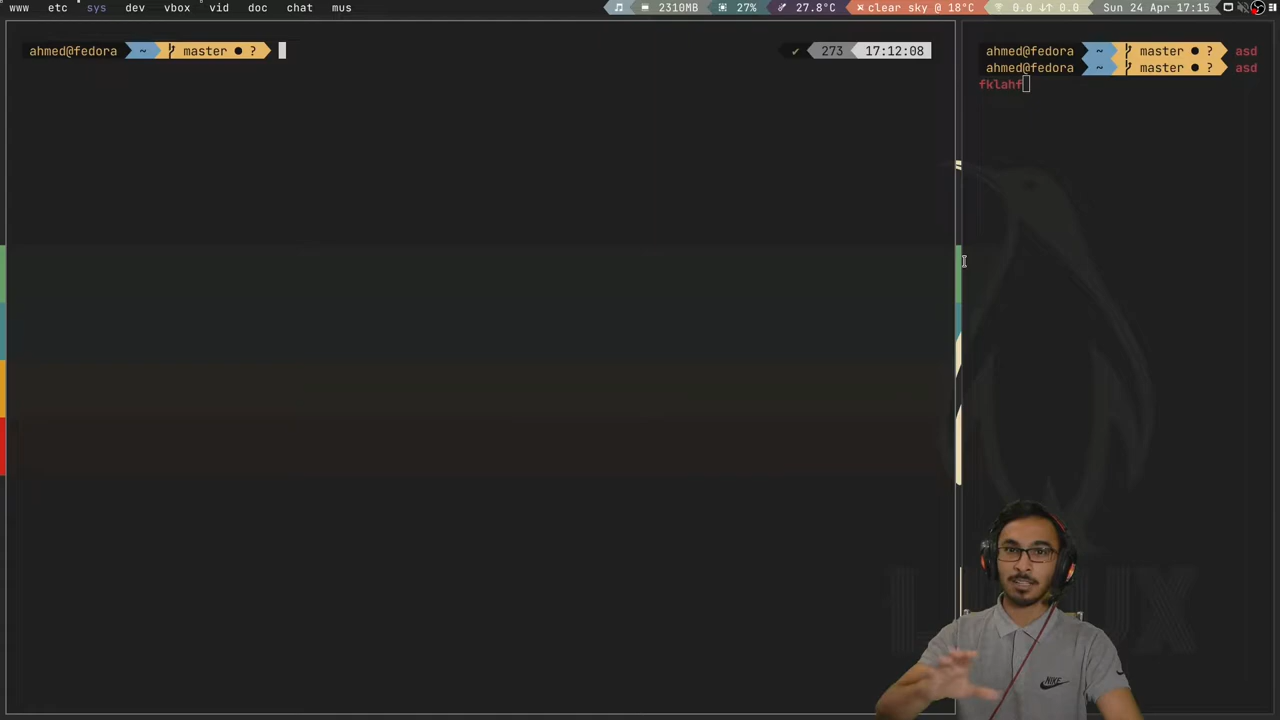 www etc sys dev vbox vid doc chat mus 2310MB 27% 27.8°C clear sky @ 18°C 0.0 ↓↑ 0.0 Sun 24 Apr 17:15
ahmed@fedora ~ master ● ? ✔ 273 17:12:08
ahmed@fedora ~ master ● ? asd
ahmed@fedora ~ master ● ? asd
fklahf
LINUX
NIKE